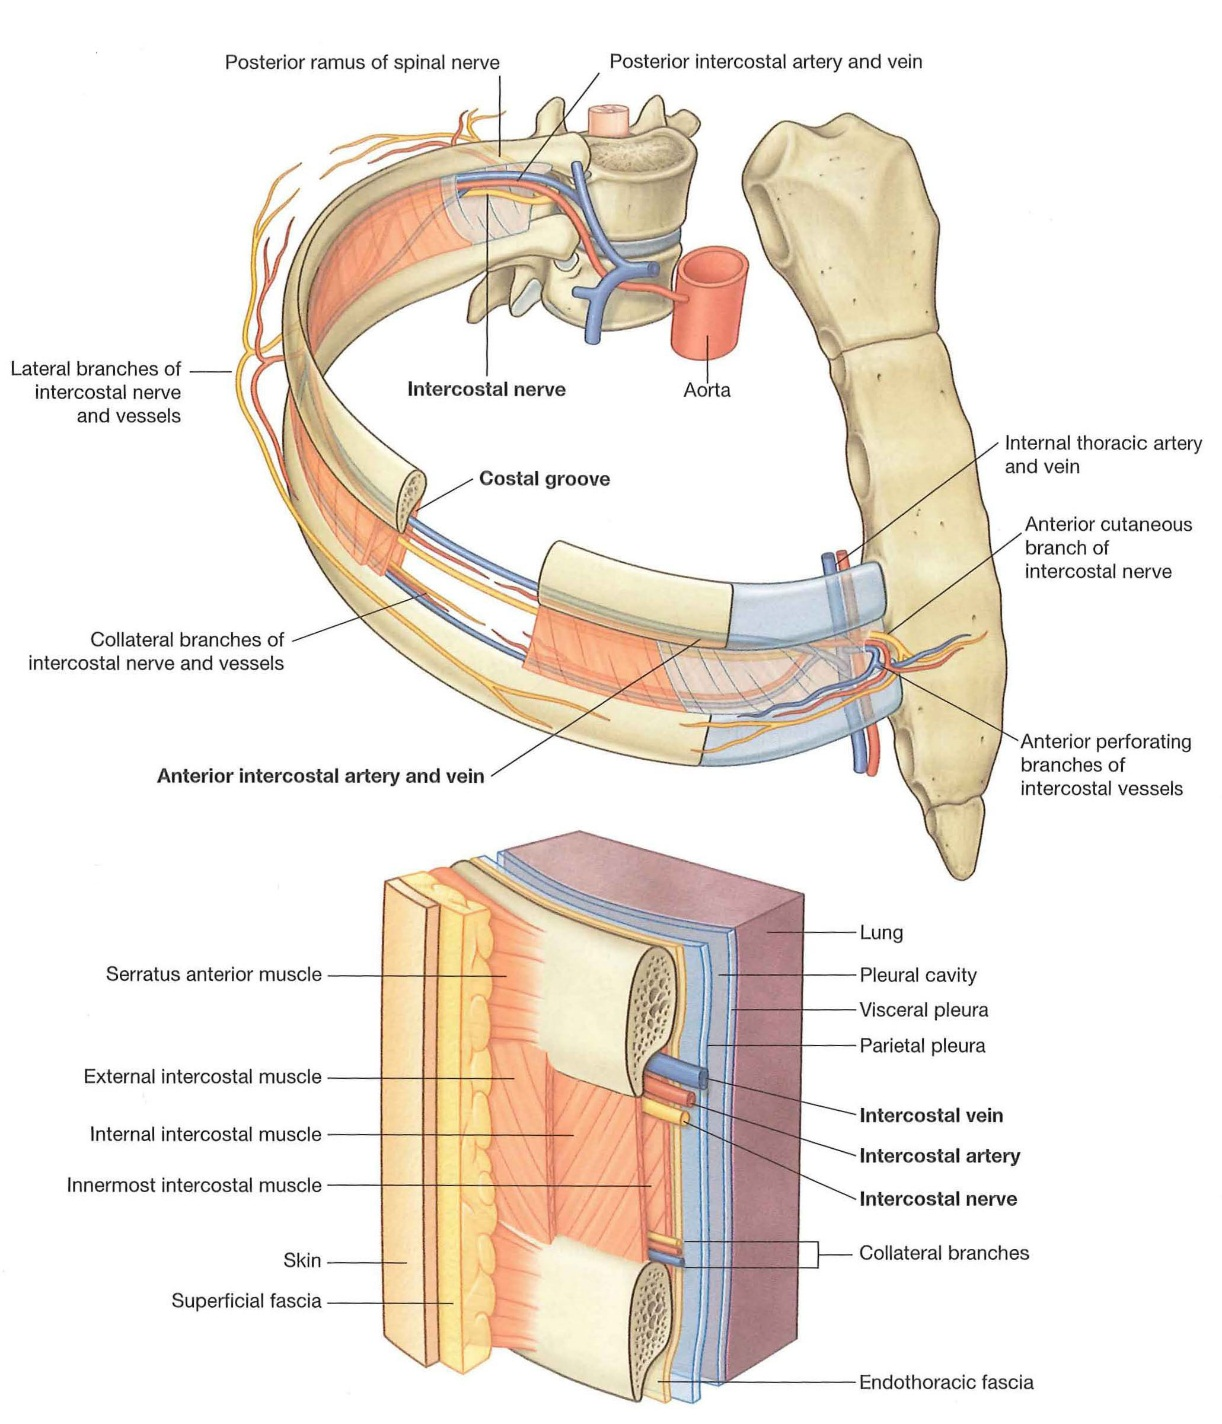 Posterior ramus of spinal nerve
Posterior intercostal artery and vein
Lateral branches of
intercostal nerve
and vessels
Intercostal nerve
Aorta
Costal groove
Internal thoracic artery
and vein
Anterior cutaneous
branch of
intercostal nerve
Collateral branches of
intercostal nerve and vessels
Anterior intercostal artery and vein
Anterior perforating
branches of
intercostal vessels
Serratus anterior muscle
External intercostal muscle
Internal intercostal muscle
Innermost intercostal muscle
Skin
Superficial fascia
Lung
Pleural cavity
Visceral pleura
Parietal pleura
Intercostal vein
Intercostal artery
Intercostal nerve
Collateral branches
Endothoracic fascia